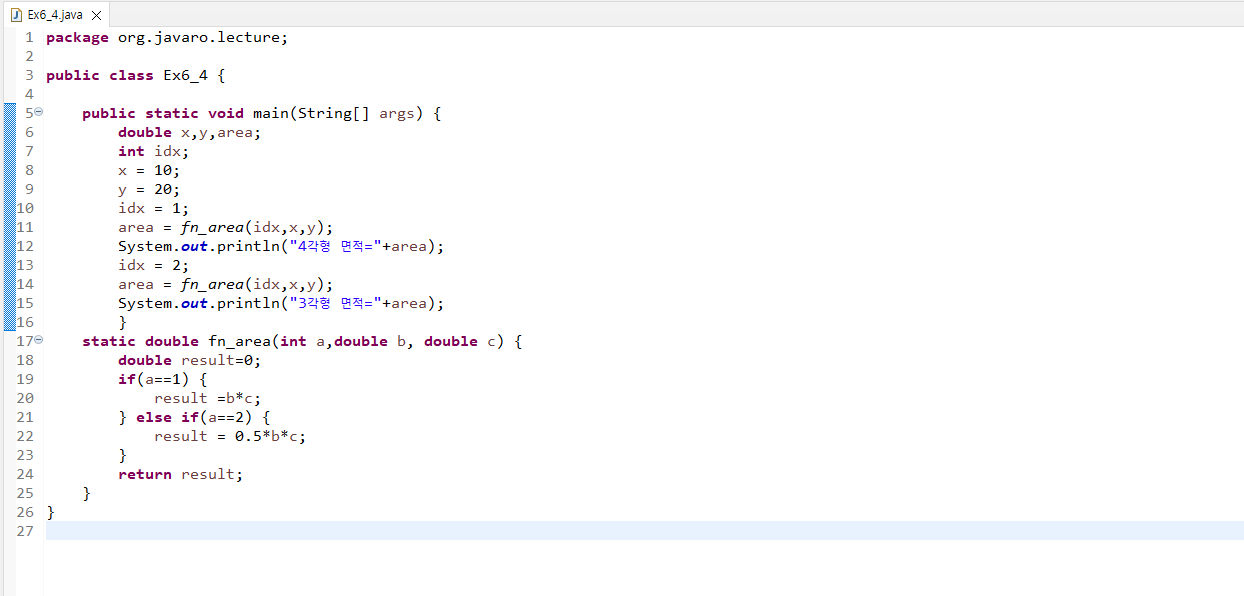 Ex6_4.java
1 package org.javaro.lecture;
2
3 public class Ex6_4 {
4
5 public static void main(String[] args) {
6 double x,y,area;
7 int idx;
8 x = 10;
9 y = 20;
10 idx = 1;
11 area = fn_area(idx,x,y);
12 System.out.println("4각형 면적="+area);
13 idx = 2;
14 area = fn_area(idx,x,y);
15 System.out.println("3각형 면적="+area);
16 }
17 static double fn_area(int a,double b, double c) {
18 double result=0;
19 if(a==1) {
20 result =b*c;
21 } else if(a==2) {
22 result = 0.5*b*c;
23 }
24 return result;
25 }
26 }
27